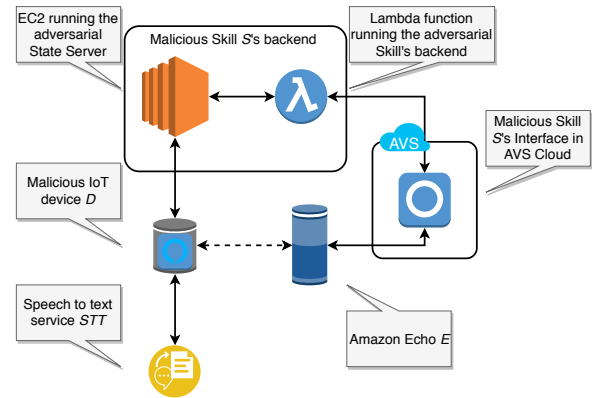 EC2 running the
adversarial
State Server
Malicious Skill S's backend
Lambda function
running the adversarial
Skill's backend
λ
AVS
Malicious Skill
S's Interface in
AVS Cloud
Malicious IoT
device D
Speech to text
service STT
Amazon Echo E